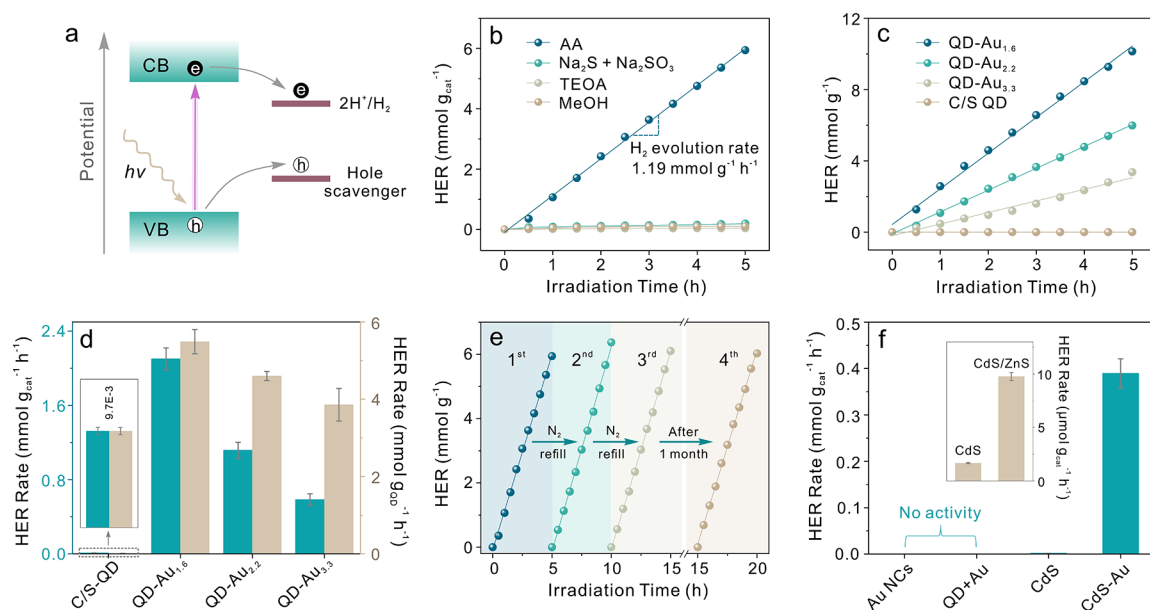 a
Potential
CB
e
e
2H⁺/H₂
hv
h
Hole
scavenger
VB
h
b
HER (mmol g_cat⁻¹)
6
4
2
0
AA
Na₂S + Na₂SO₃
TEOA
MeOH
H₂ evolution rate
1.19 mmol g⁻¹ h⁻¹
0 1 2 3 4 5
Irradiation Time (h)
c
HER (mmol g⁻¹)
12
8
4
0
QD-Au₁.₆
QD-Au₂.₂
QD-Au₃.₃
C/S QD
0 1 2 3 4 5
Irradiation Time (h)
d
HER Rate (mmol g_cat⁻¹ h⁻¹)
2.4
1.8
1.2
0.6
0.0
9.7E-3
6
4
2
0
HER Rate (mmol g_QD⁻¹ h⁻¹)
C/S-QD
QD-Au₁.₆
QD-Au₂.₂
QD-Au₃.₃
e
HER (mmol g⁻¹)
6
4
2
0
1ˢᵗ
2ⁿᵈ
3ʳᵈ
4ᵗʰ
N₂
refill
N₂
refill
After
1 month
0 5 10 15 15 20
Irradiation Time (h)
f
HER Rate (mmol g_cat⁻¹ h⁻¹)
0.5
0.4
0.3
0.2
0.1
0.0
CdS/ZnS
CdS
10
5
0
HER Rate (μmol g_cat⁻¹ h⁻¹)
No activity
Au NCs
QD+Au
CdS
CdS-Au